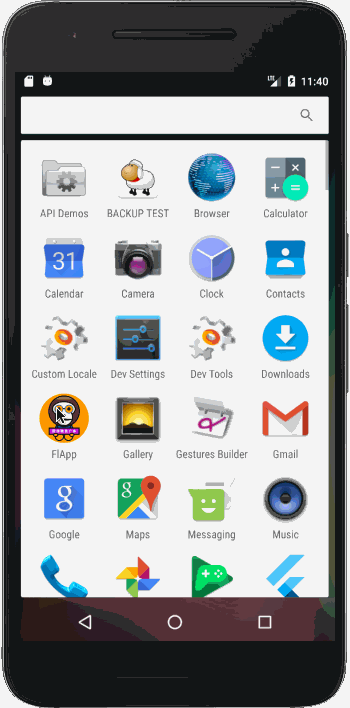 LTE 11:40
API Demos BACKUP TEST Browser Calculator
31
Calendar Camera Clock Contacts
Custom Locale Dev Settings Dev Tools Downloads
FlApp Gallery Gestures Builder Gmail
g g
Google Maps Messaging Music